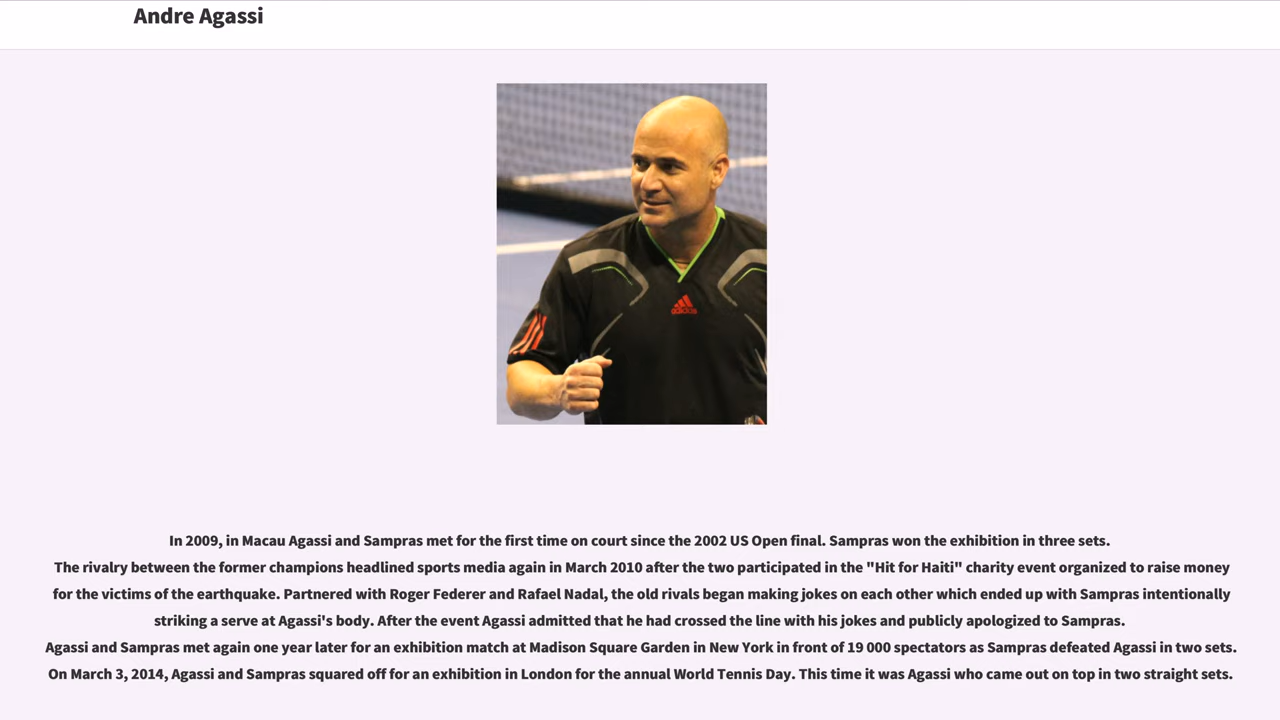 Andre Agassi
adidas
In 2009, in Macau Agassi and Sampras met for the first time on court since the 2002 US Open final. Sampras won the exhibition in three sets.
The rivalry between the former champions headlined sports media again in March 2010 after the two participated in the "Hit for Haiti" charity event organized to raise money
for the victims of the earthquake. Partnered with Roger Federer and Rafael Nadal, the old rivals began making jokes on each other which ended up with Sampras intentionally
striking a serve at Agassi's body. After the event Agassi admitted that he had crossed the line with his jokes and publicly apologized to Sampras.
Agassi and Sampras met again one year later for an exhibition match at Madison Square Garden in New York in front of 19 000 spectators as Sampras defeated Agassi in two sets.
On March 3, 2014, Agassi and Sampras squared off for an exhibition in London for the annual World Tennis Day. This time it was Agassi who came out on top in two straight sets.